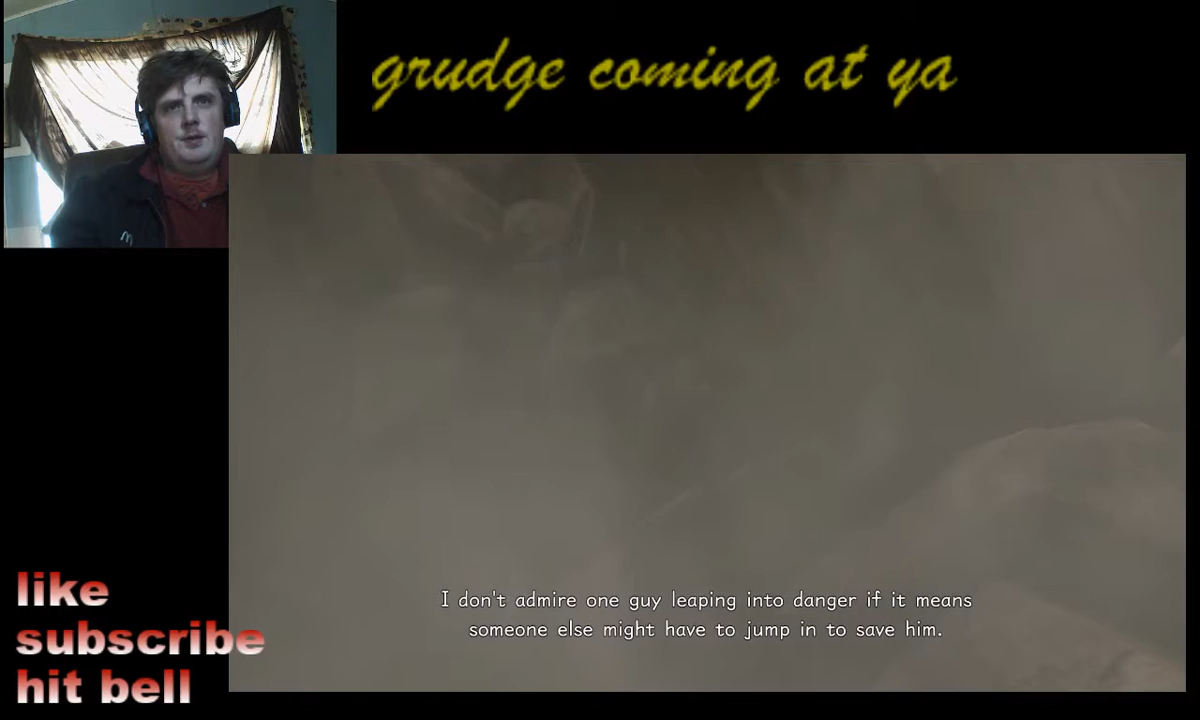 grudge coming at ya
I don't admire one guy leaping into danger if it means
someone else might have to jump in to save him.
like
subscribe
hit bell